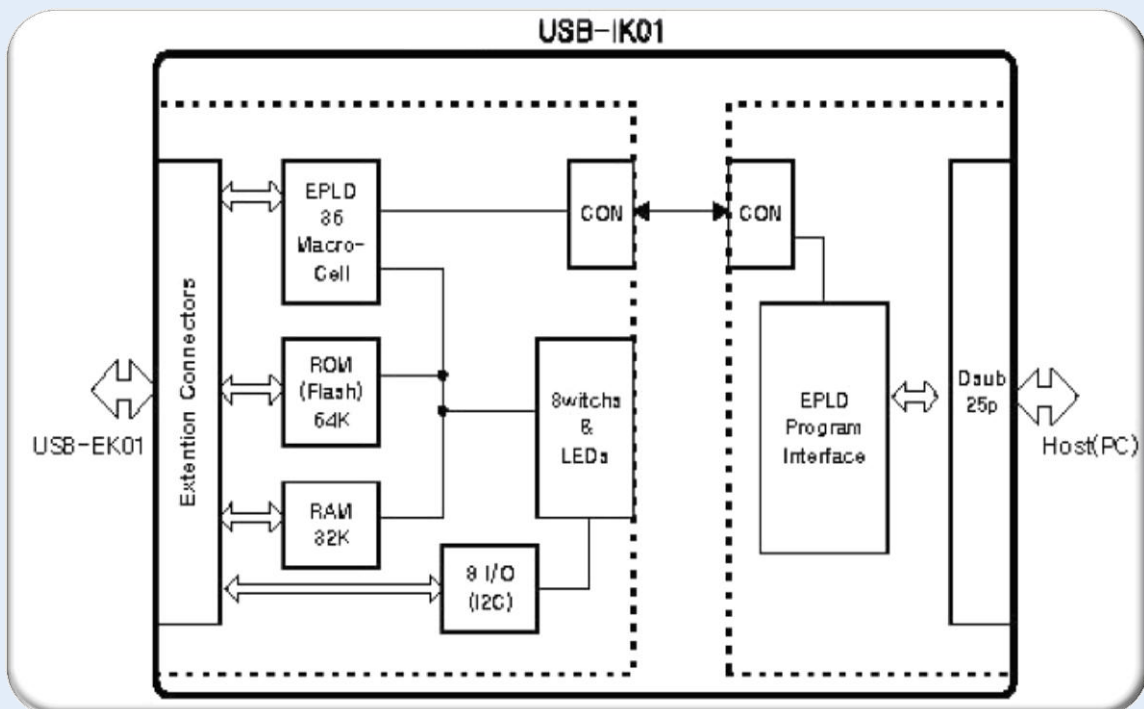 USB-IK01
EPLD
36
Macro-
Cell
CON
CON
Extention Connectors
ROM
(Flash)
64K
Switchs
&
LEDs
EPLD
Program
Interface
Dsub
25p
USB-EK01
Host(PC)
RAM
32K
8 I/O
(I2C)